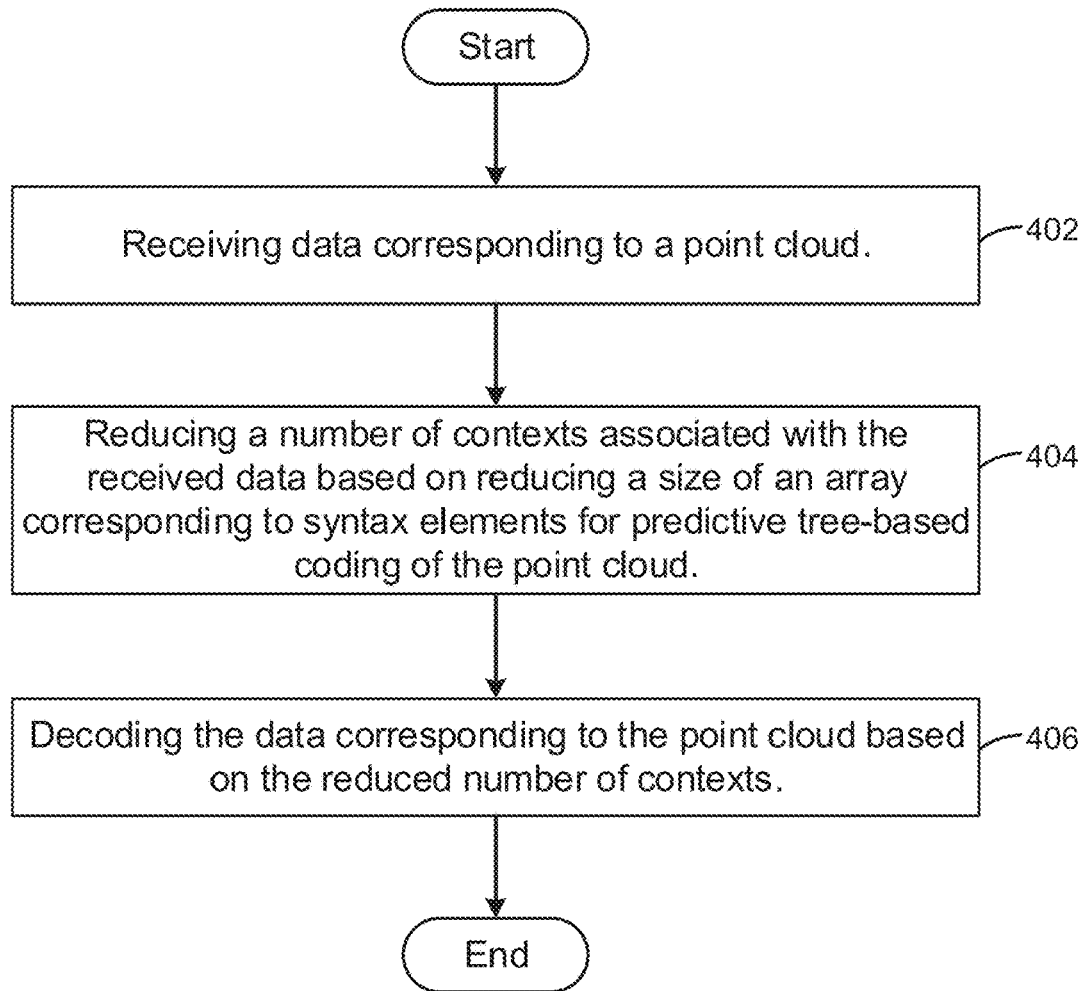 Start
Receiving data corresponding to a point cloud.
402
Reducing a number of contexts associated with the
received data based on reducing a size of an array
corresponding to syntax elements for predictive tree-based
coding of the point cloud.
404
Decoding the data corresponding to the point cloud based
on the reduced number of contexts.
406
End